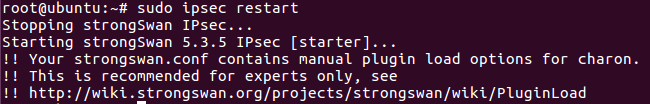 root@ubuntu:~# sudo ipsec restart
Stopping strongSwan IPsec...
Starting strongSwan 5.3.5 IPsec [starter]...
!! Your strongswan.conf contains manual plugin load options for charon.
!! This is recommended for experts only, see
!! http://wiki.strongswan.org/projects/strongswan/wiki/PluginLoad